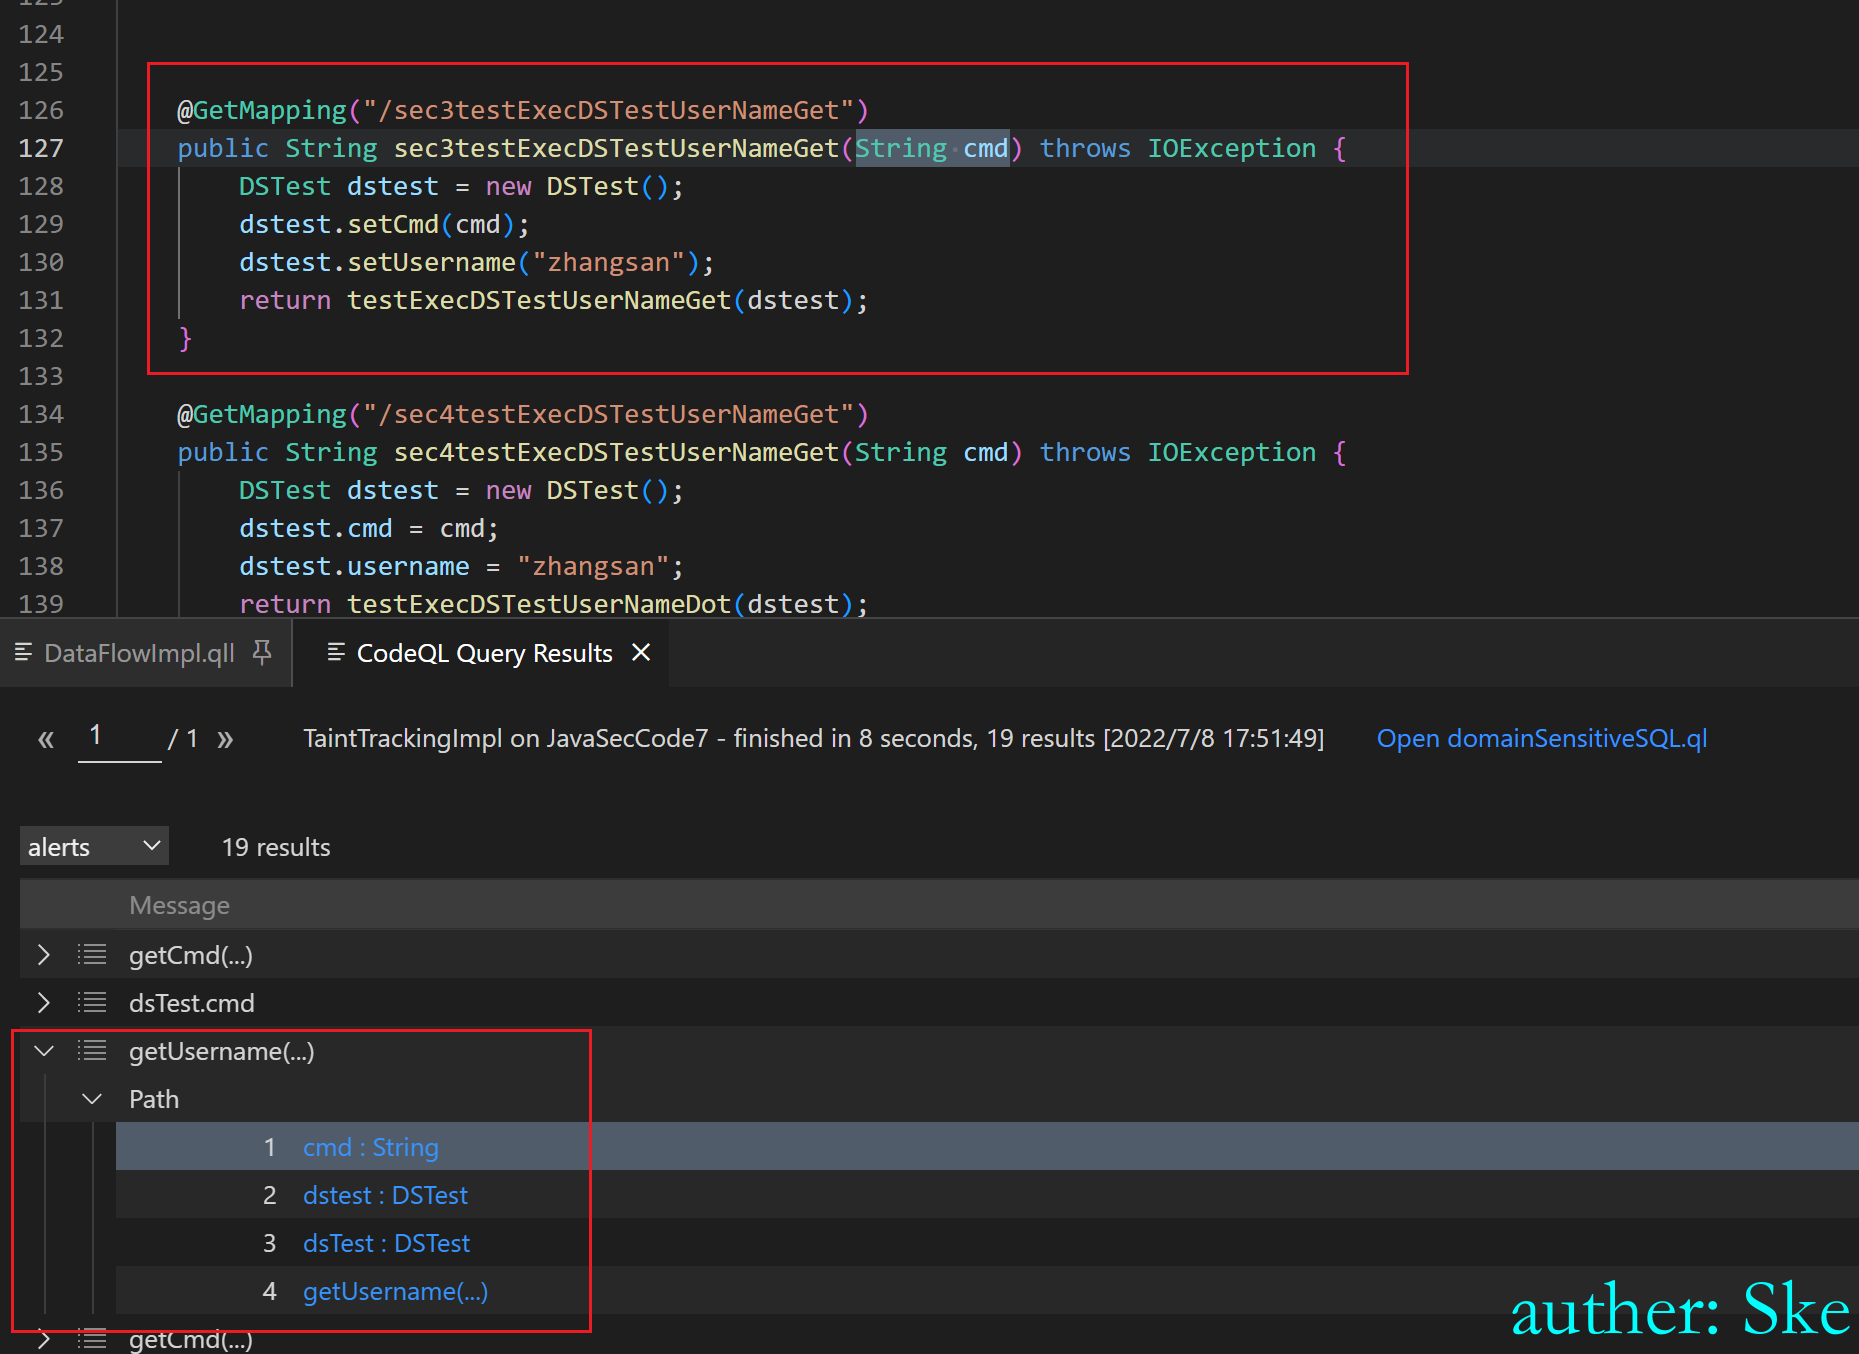 123
124
125
126 @GetMapping("/sec3testExecDSTestUserNameGet")
127 public String sec3testExecDSTestUserNameGet(String·cmd) throws IOException {
128 DSTest dstest = new DSTest();
129 dstest.setCmd(cmd);
130 dstest.setUsername("zhangsan");
131 return testExecDSTestUserNameGet(dstest);
132 }
133
134 @GetMapping("/sec4testExecDSTestUserNameGet")
135 public String sec4testExecDSTestUserNameGet(String cmd) throws IOException {
136 DSTest dstest = new DSTest();
137 dstest.cmd = cmd;
138 dstest.username = "zhangsan";
139 return testExecDSTestUserNameDot(dstest);
DataFlowImpl.qll CodeQL Query Results
« 1 / 1 » TaintTrackingImpl on JavaSecCode7 - finished in 8 seconds, 19 results [2022/7/8 17:51:49] Open domainSensitiveSQL.ql
alerts 19 results
Message
getCmd(...)
dsTest.cmd
getUsername(...)
Path
1 cmd : String
2 dstest : DSTest
3 dsTest : DSTest
4 getUsername(...)
getCmd(...)
auther: Ske